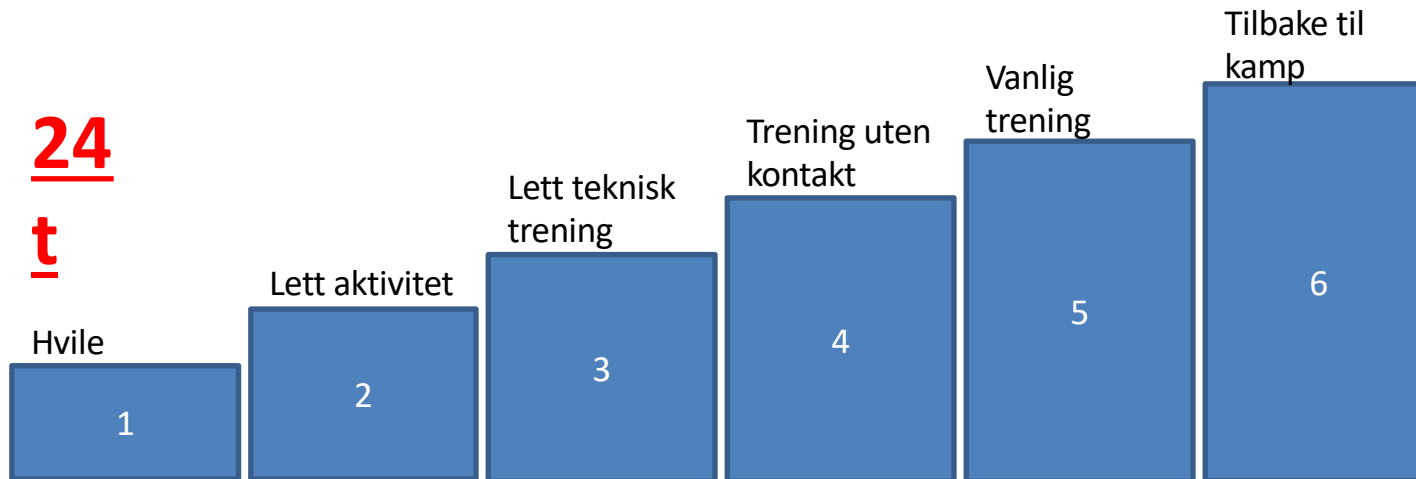 24
t
Hvile
Lett aktivitet
Lett teknisk
trening
Trening uten
kontakt
Vanlig
trening
Tilbake til
kamp
1
2
3
4
5
6